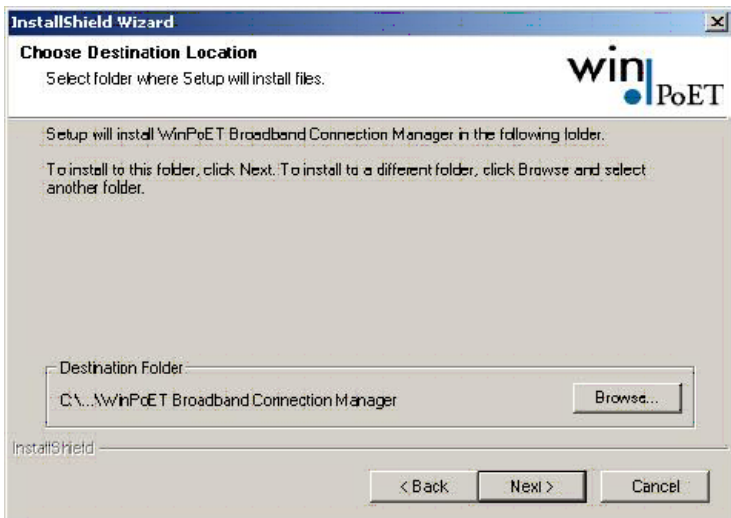 InstallShield Wizard
Choose Destination Location
Select folder where Setup will install files.
win
PoET
Setup will install WinPoET Broadband Connection Manager in the following folder.
To install to this folder, click Next. To install to a different folder, click Browse and select
another folder.
Destination Folder
C:\...\WinPoET Broadband Connection Manager
Browse...
InstallShield
< Back
Next >
Cancel